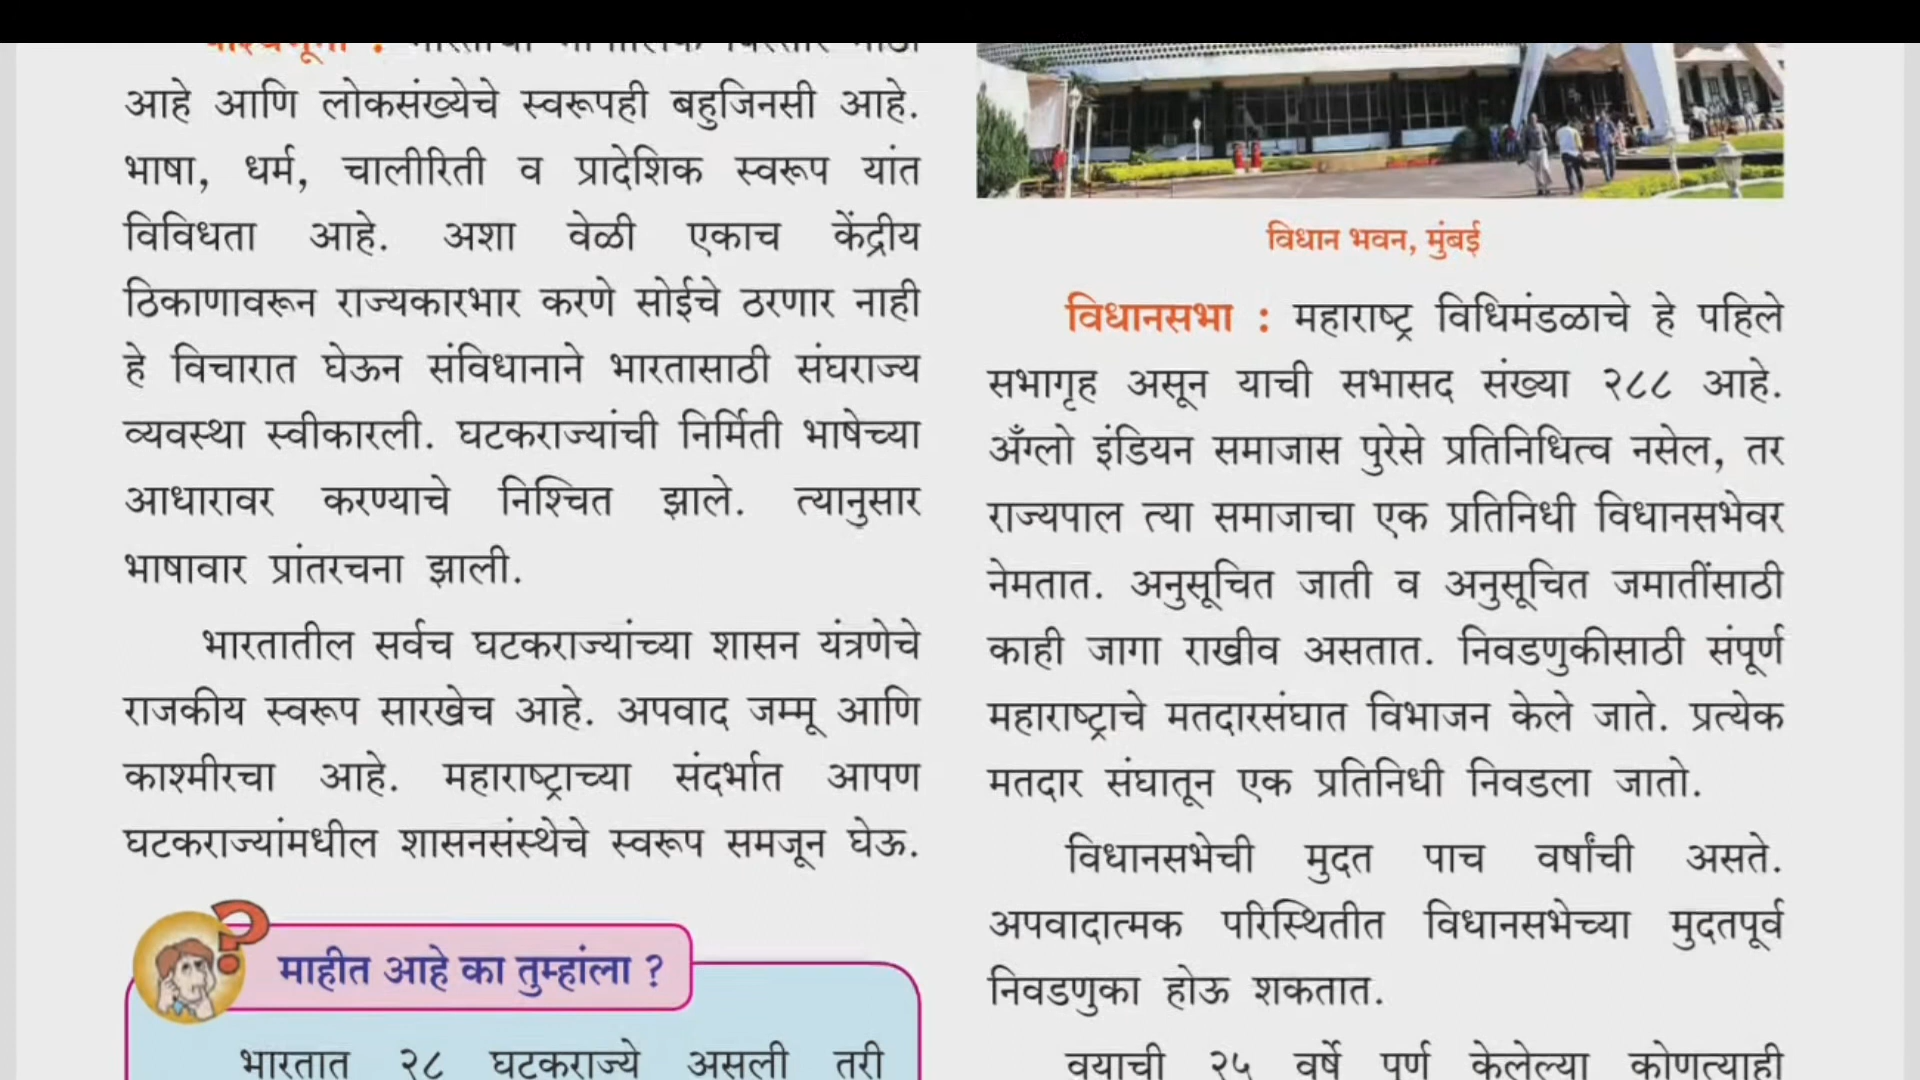 आहे आणि लोकसंख्येचे स्वरूपही बहुजिनसी आहे.
भाषा, धर्म, चालीरिती व प्रादेशिक स्वरूप यांत
विविधता आहे. अशा वेळी एकाच केंद्रीय
ठिकाणावरून राज्यकारभार करणे सोईचे ठरणार नाही
हे विचारात घेऊन संविधानाने भारतासाठी संघराज्य
व्यवस्था स्वीकारली. घटकराज्यांची निर्मिती भाषेच्या
आधारावर करण्याचे निश्चित झाले. त्यानुसार
भाषावार प्रांतरचना झाली.
भारतातील सर्वच घटकराज्यांच्या शासन यंत्रणेचे
राजकीय स्वरूप सारखेच आहे. अपवाद जम्मू आणि
काश्मीरचा आहे. महाराष्ट्राच्या संदर्भात आपण
घटकराज्यांमधील शासनसंस्थेचे स्वरूप समजून घेऊ.
माहीत आहे का तुम्हांला ?
भारतात २८ घटकराज्ये असली तरी
विधान भवन, मुंबई
विधानसभा : महाराष्ट्र विधिमंडळाचे हे पहिले
सभागृह असून याची सभासद संख्या २८८ आहे.
अँग्लो इंडियन समाजास पुरेसे प्रतिनिधित्व नसेल, तर
राज्यपाल त्या समाजाचा एक प्रतिनिधी विधानसभेवर
नेमतात. अनुसूचित जाती व अनुसूचित जमातींसाठी
काही जागा राखीव असतात. निवडणुकीसाठी संपूर्ण
महाराष्ट्राचे मतदारसंघात विभाजन केले जाते. प्रत्येक
मतदार संघातून एक प्रतिनिधी निवडला जातो.
विधानसभेची मुदत पाच वर्षांची असते.
अपवादात्मक परिस्थितीत विधानसभेच्या मुदतपूर्व
निवडणुका होऊ शकतात.
वयाची २५ वर्षे पूर्ण केलेल्या कोणत्याही